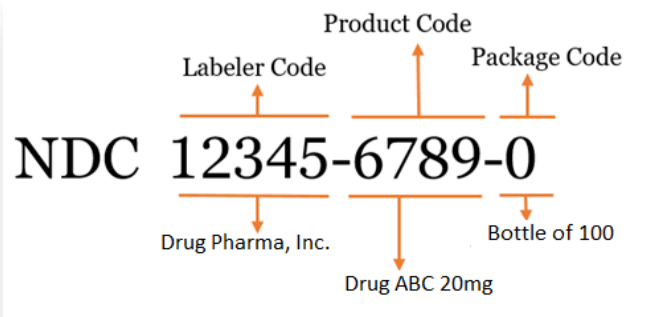 Product Code
Labeler Code
Package Code
NDC 12345-6789-0
Drug Pharma, Inc.
Bottle of 100
Drug ABC 20mg